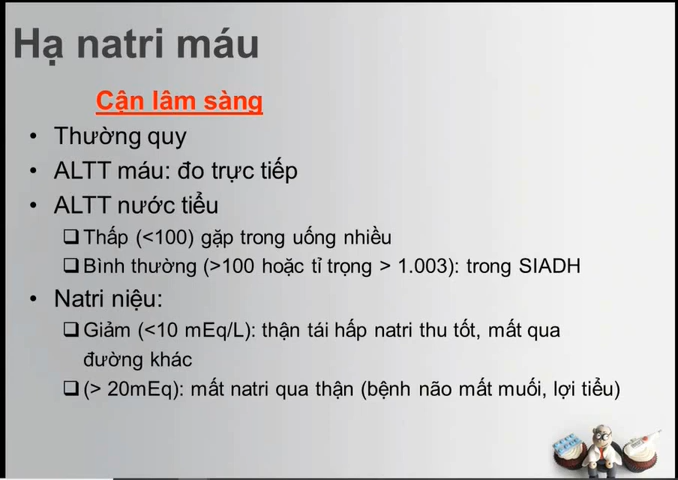 Hạ natri máu
Cận lâm sàng
• Thường quy
• ALTT máu: đo trực tiếp
• ALTT nước tiểu
❑ Thấp (<100) gặp trong uống nhiều
❑ Bình thường (>100 hoặc tỉ trọng > 1.003): trong SIADH
• Natri niệu:
❑ Giảm (<10 mEq/L): thận tái hấp natri thu tốt, mất qua
đường khác
❑ (> 20mEq): mất natri qua thận (bệnh não mất muối, lợi tiểu)